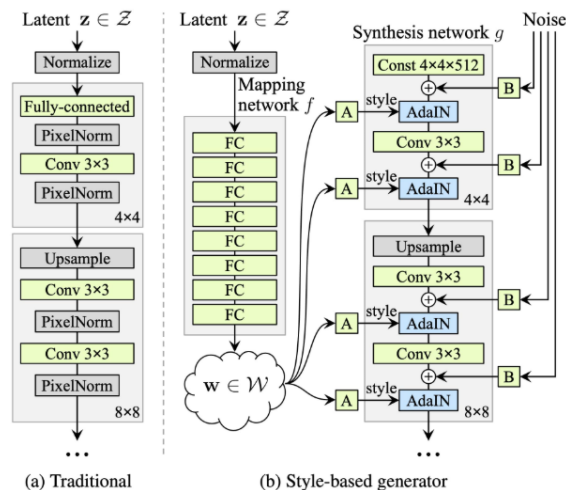 Latent z ∈ Z
Normalize
Fully-connected
PixelNorm
Conv 3×3
PixelNorm
4×4
Upsample
Conv 3×3
PixelNorm
Conv 3×3
PixelNorm
8×8
...
(a) Traditional
Latent z ∈ Z
Normalize
Mapping
network f
FC
FC
FC
FC
FC
FC
FC
FC
w ∈ W
A
style
A
style
A
style
A
style
Synthesis network g
Noise
Const 4×4×512
B
AdaIN
Conv 3×3
B
AdaIN
4×4
Upsample
Conv 3×3
B
AdaIN
Conv 3×3
B
AdaIN
8×8
...
(b) Style-based generator